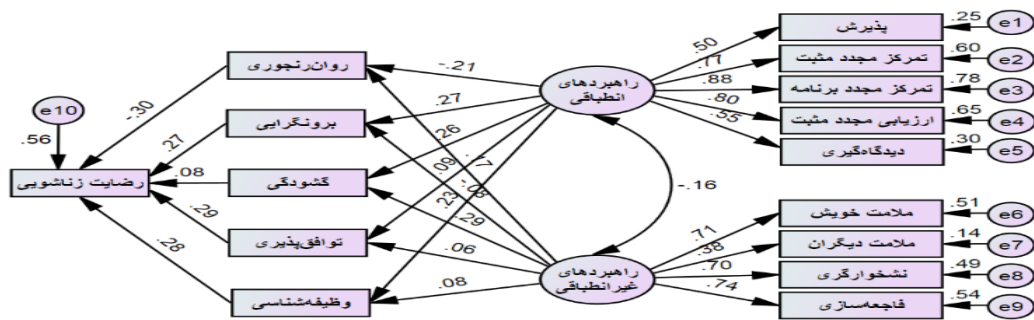 پذیرش
.25
e1
تمرکز مجدد مثبت
.60
e2
تمرکز مجدد برنامه
.78
e3
ارزیابی مجدد مثبت
.65
e4
دیدگاه‌گیری
.30
e5
.50
.77
.88
.80
.55
راهبردهای
انطباقی
-.21
.27
.26
.17
.23
روان‌رنجوری
برونگرایی
گشودگی
توافق‌پذیری
وظیفه‌شناسی
-.30
.27
.08
.29
.28
e10
.56
رضایت زناشویی
-.16
.09
-.08
-.29
.06
.08
راهبردهای
غیرانطباقی
.71
.38
.70
.74
ملامت خویش
.51
e6
ملامت دیگران
.14
e7
نشخوارگری
.49
e8
فاجعه‌سازی
.54
e9